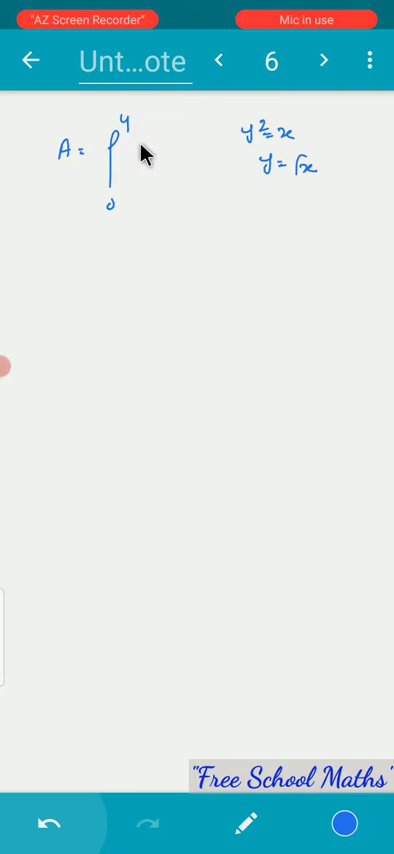 "AZ Screen Recorder"
Mic in use
Unt...ote
6
A = ∫₀⁴
y² = x
y = √x
"Free School Maths"